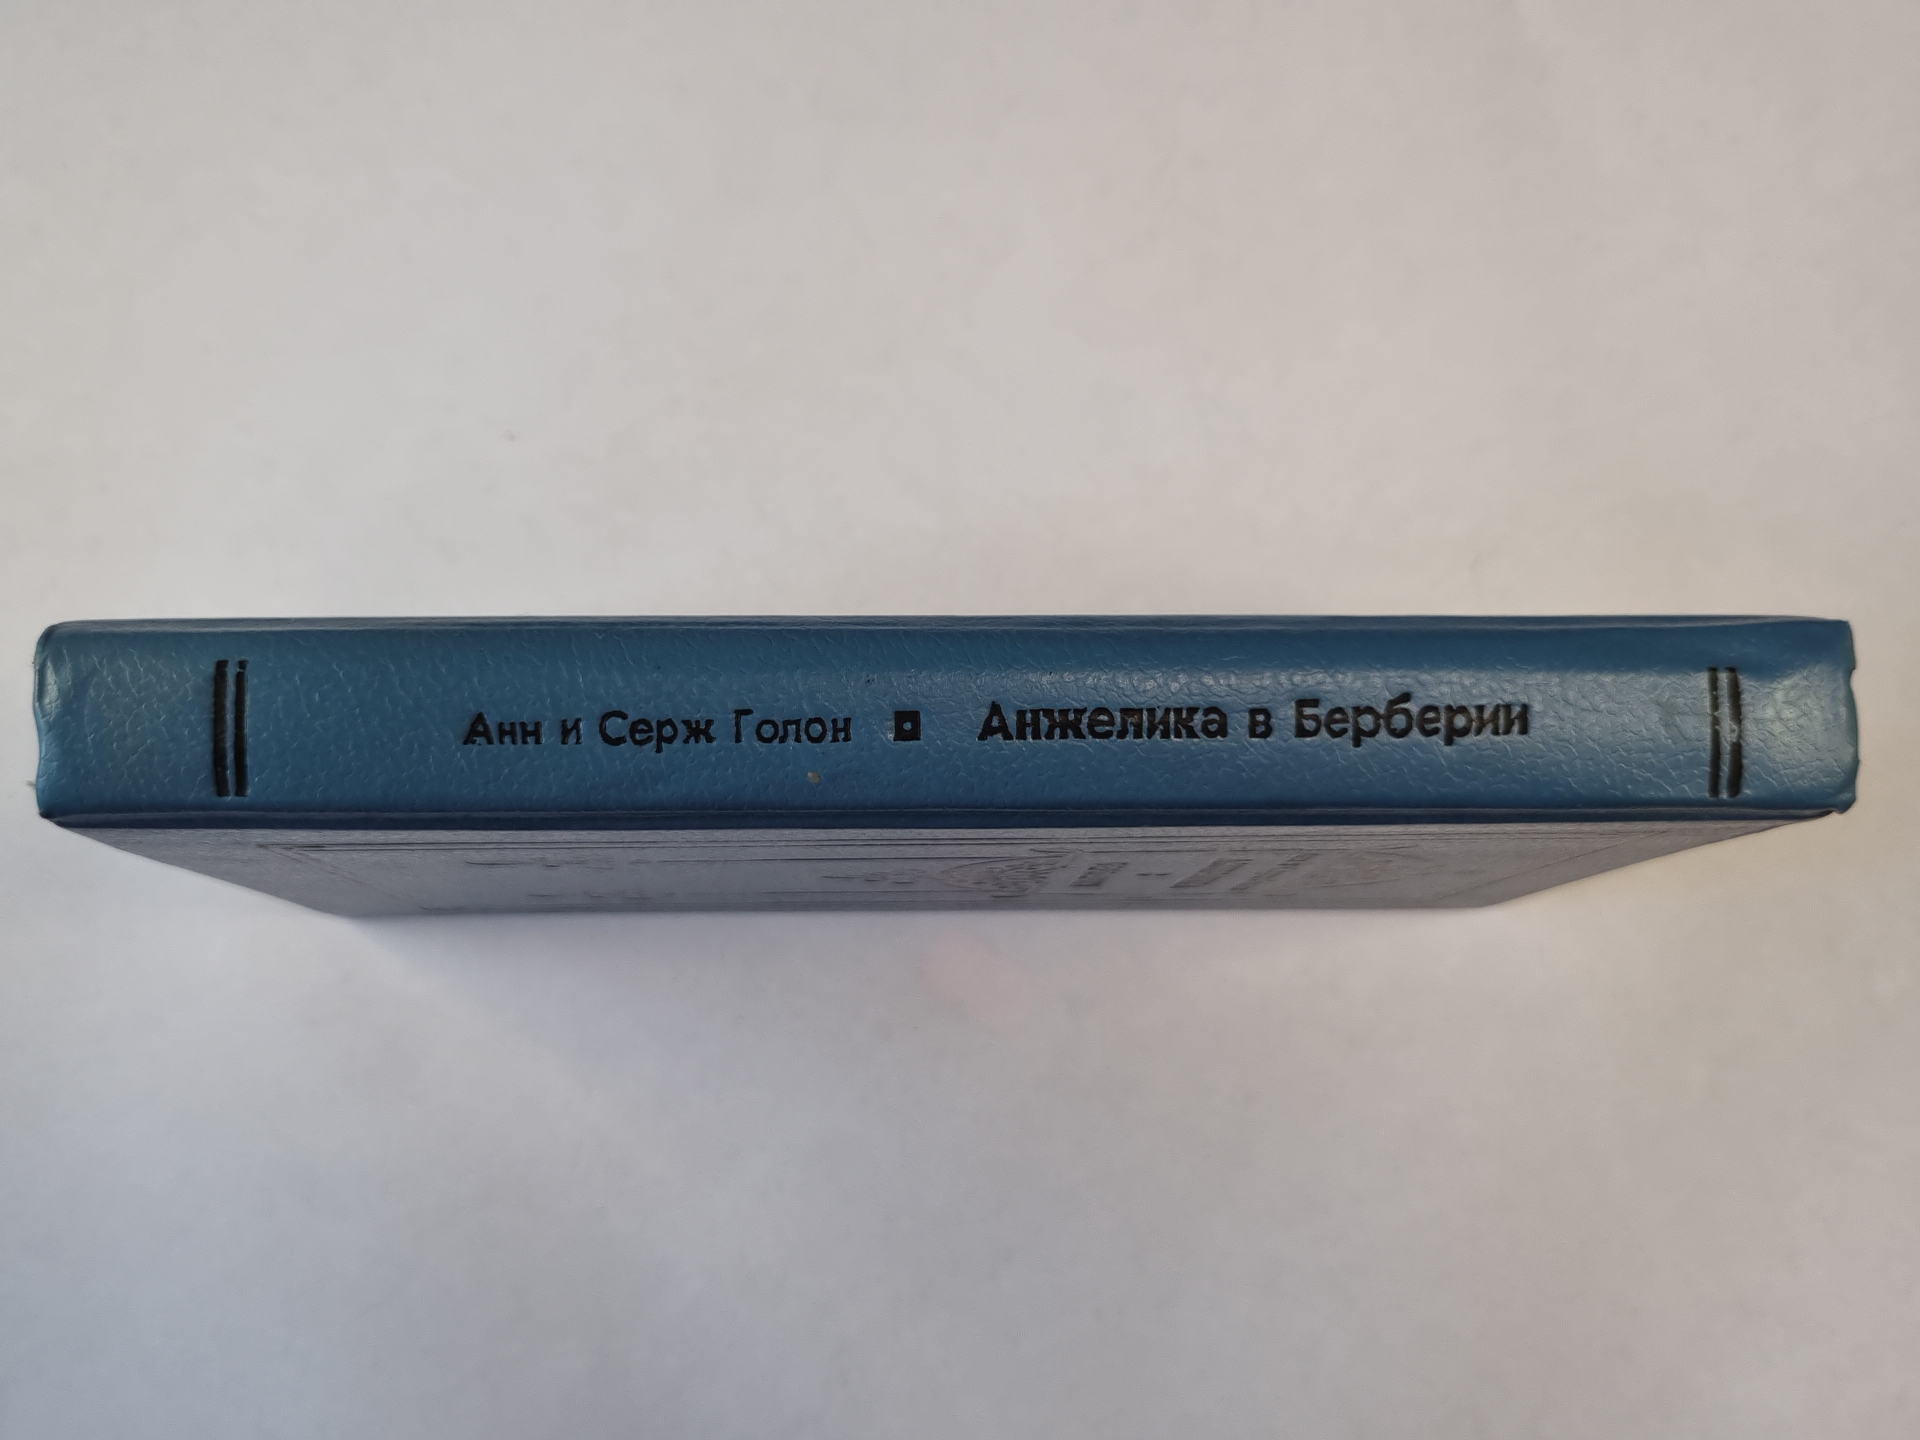 Анн и Серж Голон ▪ Анжелика в Берберии